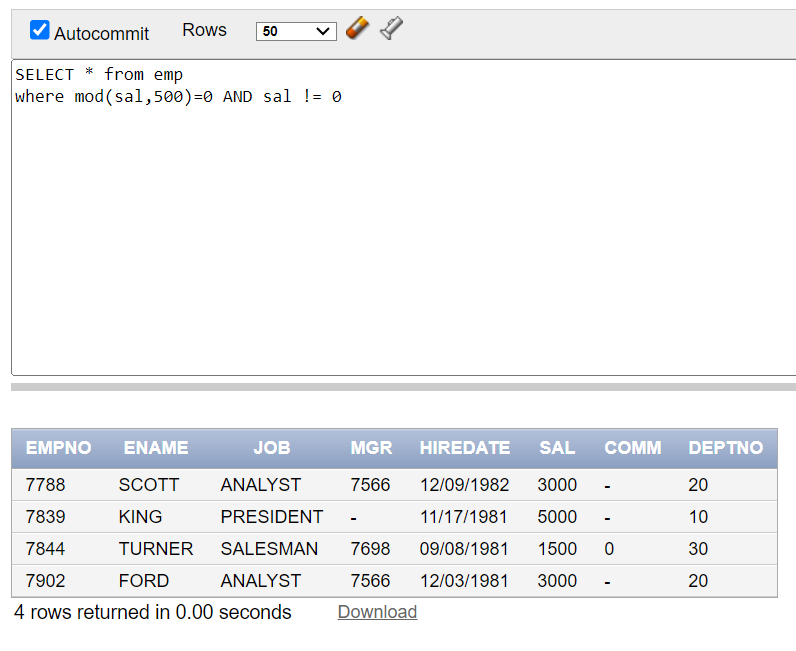 Autocommit Rows 50
SELECT * from emp
where mod(sal,500)=0 AND sal != 0
EMPNO ENAME JOB MGR HIREDATE SAL COMM DEPTNO
7788 SCOTT ANALYST 7566 12/09/1982 3000 - 20
7839 KING PRESIDENT - 11/17/1981 5000 - 10
7844 TURNER SALESMAN 7698 09/08/1981 1500 0 30
7902 FORD ANALYST 7566 12/03/1981 3000 - 20
4 rows returned in 0.00 seconds Download